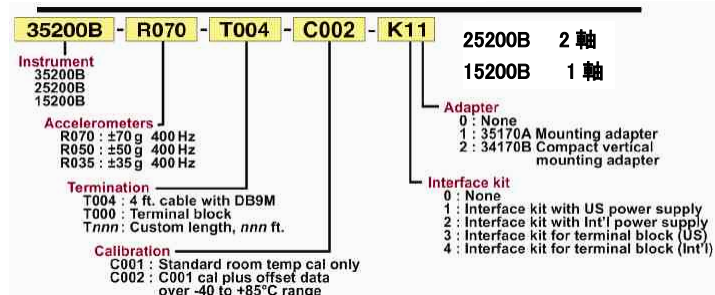 35200B - R070 - T004 - C002 - K11
25200B 2軸
15200B 1軸
Instrument
35200B
25200B
15200B
Accelerometers
R070 : ±70 g 400 Hz
R050 : ±50 g 400 Hz
R035 : ±35 g 400 Hz
Termination
T004 : 4 ft. cable with DB9M
T000 : Terminal block
Tnnn : Custom length, nnn ft.
Calibration
C001 : Standard room temp cal only
C002 : C001 cal plus offset data
over -40 to +85°C range
Adapter
0 : None
1 : 35170A Mounting adapter
2 : 34170B Compact vertical
mounting adapter
Interface kit
0 : None
1 : Interface kit with US power supply
2 : Interface kit with Int'l power supply
3 : Interface kit for terminal block (US)
4 : Interface kit for terminal block (Int'l)